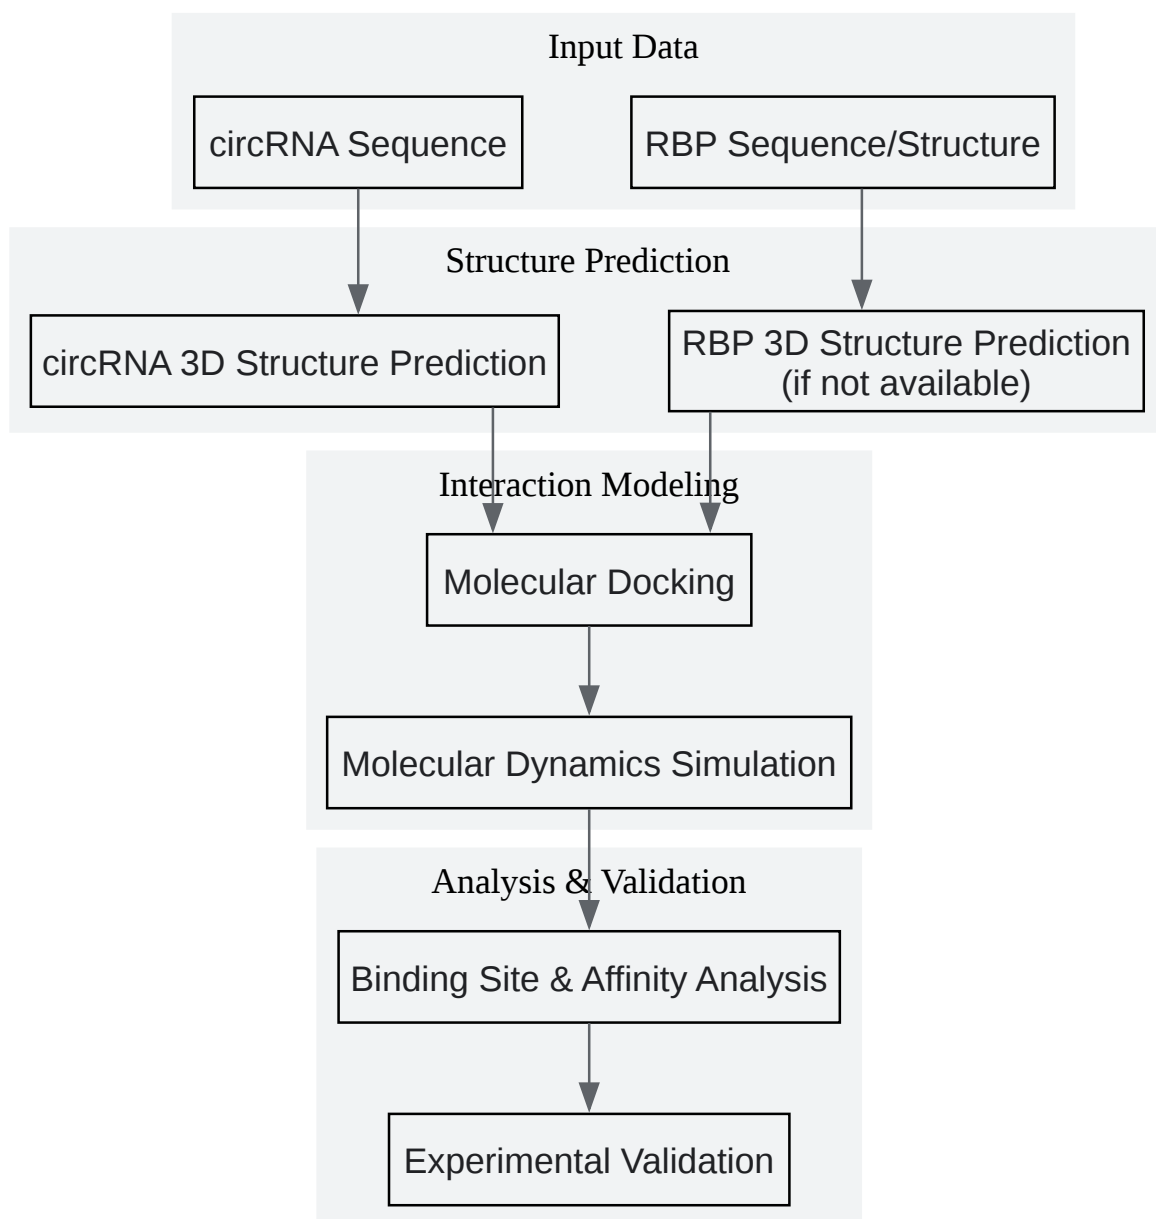 Input Data
circRNA Sequence
RBP Sequence/Structure
Structure Prediction
circRNA 3D Structure Prediction
RBP 3D Structure Prediction
(if not available)
Interaction Modeling
Molecular Docking
Molecular Dynamics Simulation
Analysis & Validation
Binding Site & Affinity Analysis
Experimental Validation